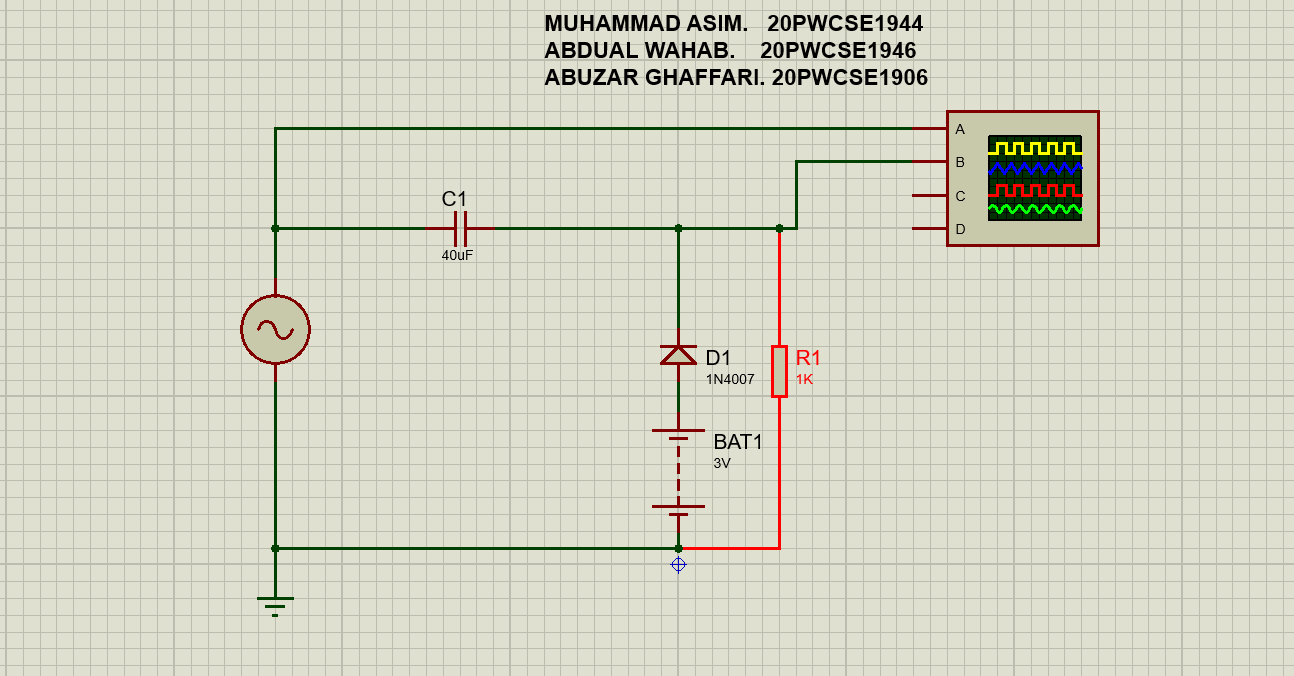 MUHAMMAD ASIM. 20PWCSE1944
ABDUAL WAHAB. 20PWCSE1946
ABUZAR GHAFFARI. 20PWCSE1906
A
B
C
D
C1
40uF
D1
1N4007
R1
1K
BAT1
3V